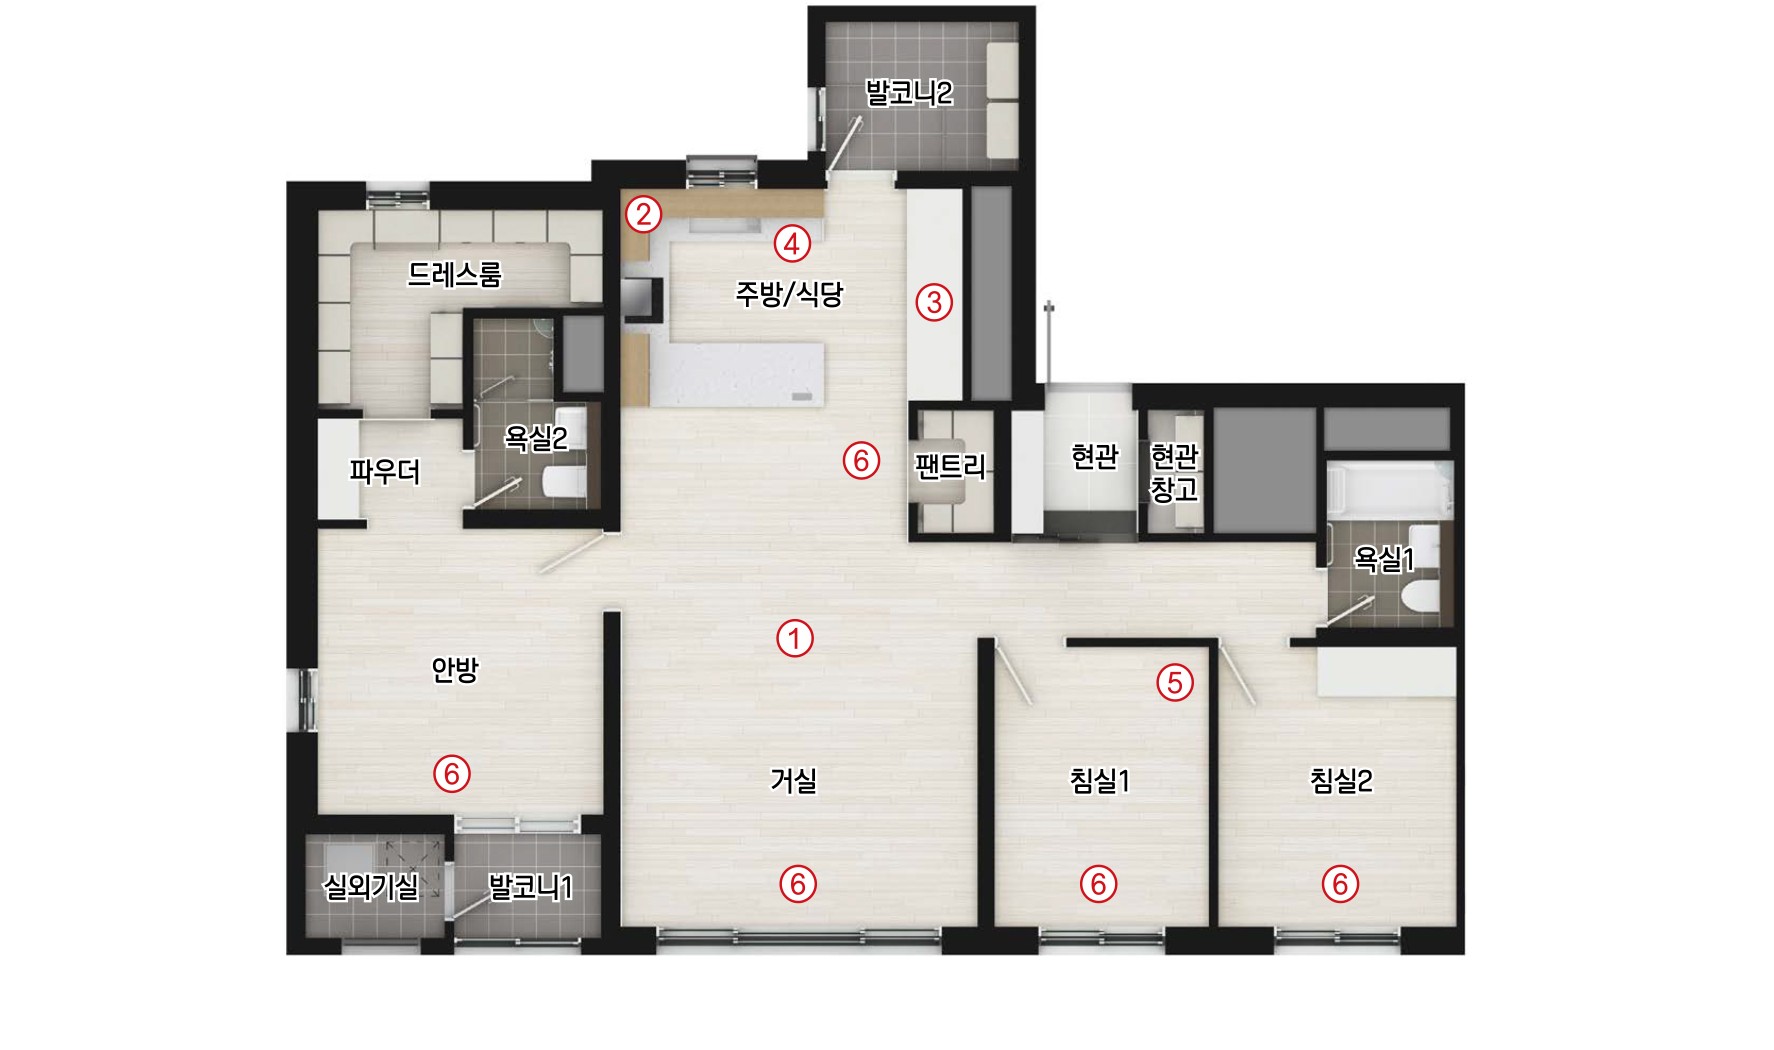 발코니2
②
④
드레스룸
주방/식당
③
욕실2
파우더
⑥
팬트리
현관
현관
창고
욕실1
①
안방
⑤
⑥
거실
침실1
침실2
실외기실
발코니1
⑥
⑥
⑥